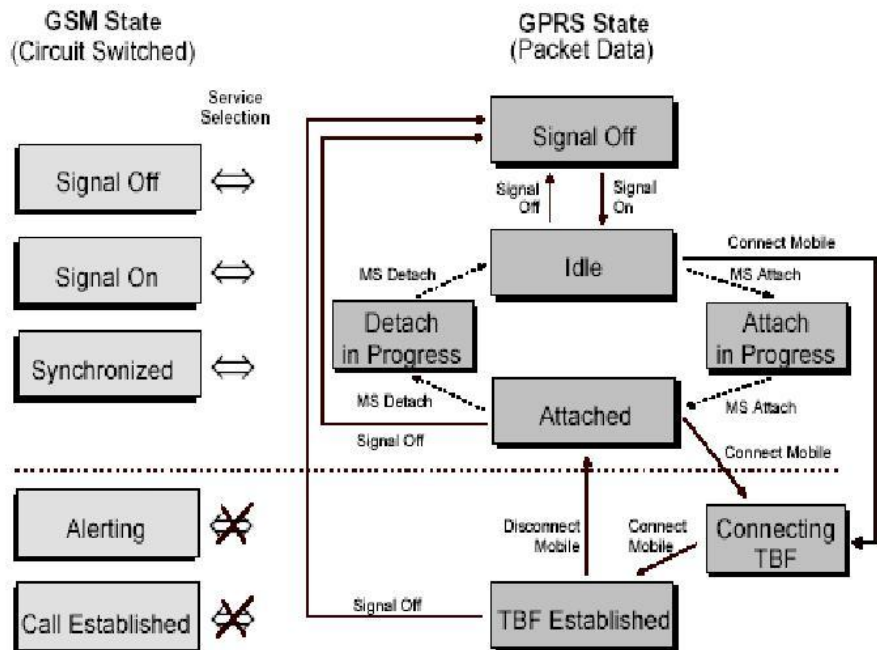 GSM State
(Circuit Switched)
GPRS State
(Packet Data)
Service
Selection
Signal Off
Signal Off
Signal
Off
Signal
On
Signal On
Idle
Connect Mobile
MS Detach
MS Attach
Detach
in Progress
Attach
in Progress
Synchronized
MS Detach
Attached
MS Attach
Signal Off
Connect Mobile
Alerting
Disconnect
Mobile
Connect
Mobile
Connecting
TBF
Call Established
Signal Off
TBF Established